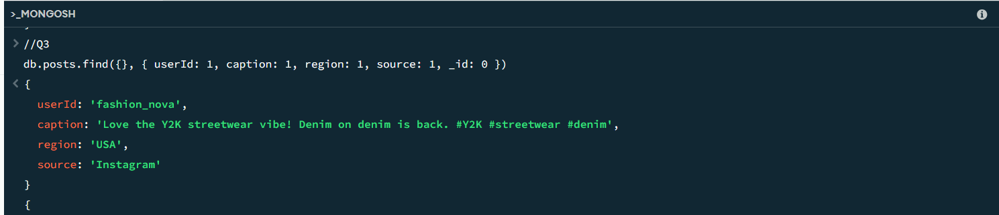 >_MONGOSH
//Q3
db.posts.find({}, { userId: 1, caption: 1, region: 1, source: 1, _id: 0 })
{
userId: 'fashion_nova',
caption: 'Love the Y2K streetwear vibe! Denim on denim is back. #Y2K #streetwear #denim',
region: 'USA',
source: 'Instagram'
}
{